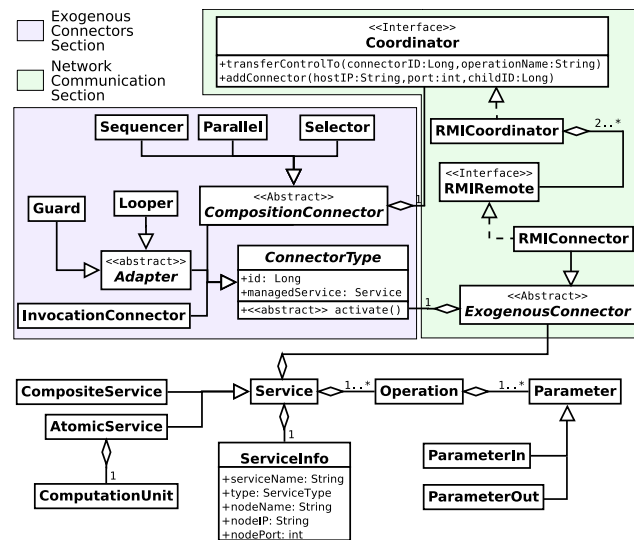 Exogenous
Connectors
Section
Network
Communication
Section
<<Interface>>
Coordinator
+transferControlTo(connectorID:Long,operationName:String)
+addConnector(hostIP:String,port:int,childID:Long)
Sequencer
Parallel
Selector
RMICoordinator
2..*
<<Interface>>
RMIRemote
<<Abstract>>
CompositionConnector
1
Guard
Looper
RMIConnector
<<abstract>>
Adapter
ConnectorType
+id: Long
+managedService: Service
+<<abstract>> activate()
1
<<Abstract>>
ExogenousConnector
InvocationConnector
CompositeService
Service
1..*
Operation
1..*
Parameter
AtomicService
1
ComputationUnit
1
ServiceInfo
+serviceName: String
+type: ServiceType
+nodeName: String
+nodeIP: String
+nodePort: int
ParameterIn
ParameterOut